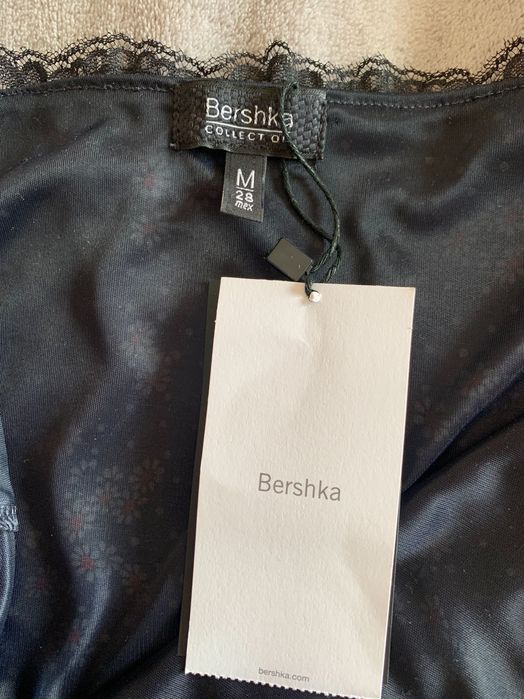 Bershka
COLLECTION
M
28
mex
Bershka
bershka.com